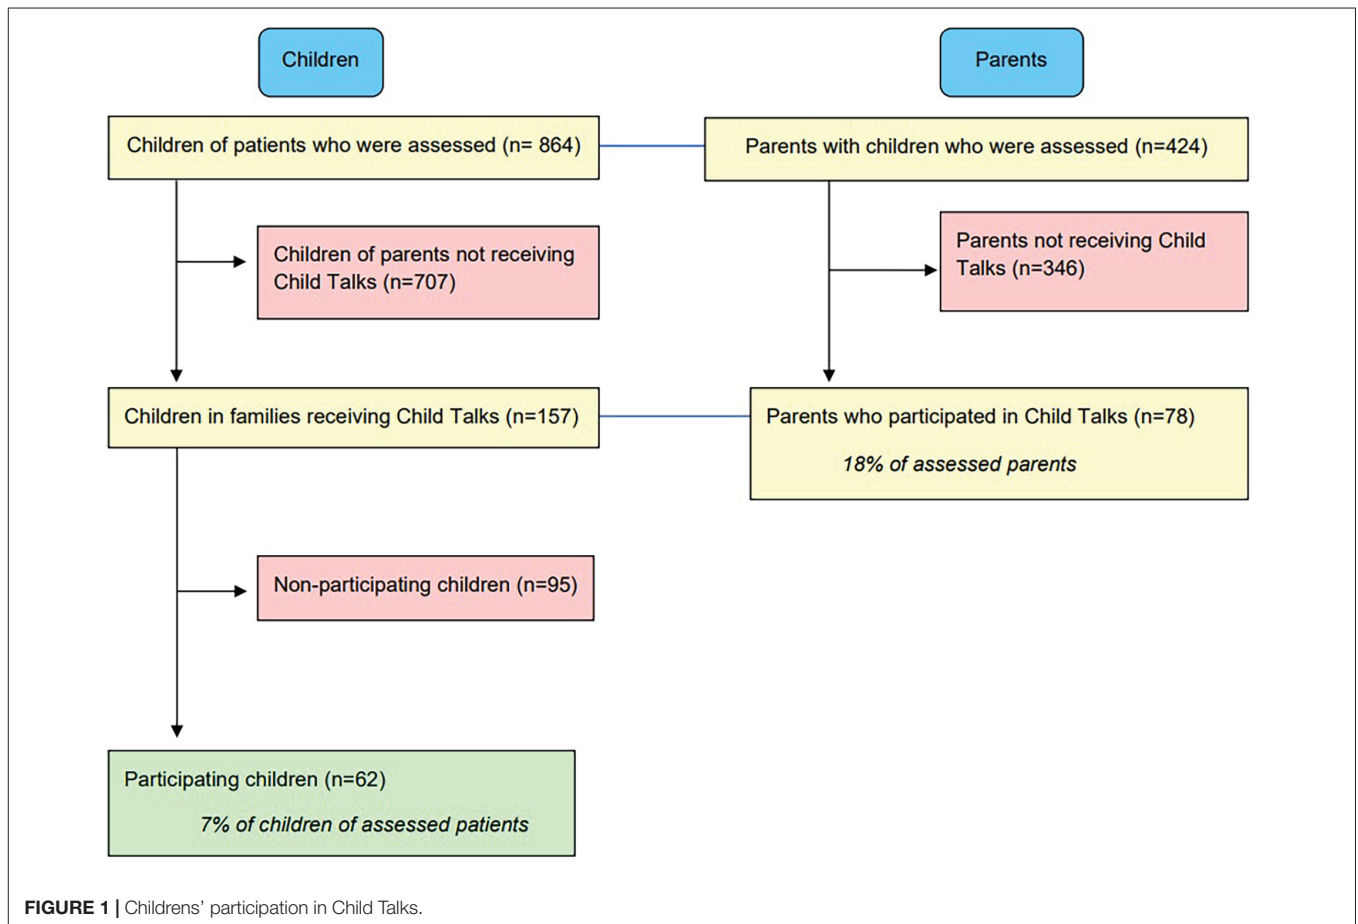 Children
Parents
Children of patients who were assessed (n= 864)
Parents with children who were assessed (n=424)
Children of parents not receiving
Child Talks (n=707)
Parents not receiving Child
Talks (n=346)
Children in families receiving Child Talks (n=157)
Parents who participated in Child Talks (n=78)
18% of assessed parents
Non-participating children (n=95)
Participating children (n=62)
7% of children of assessed patients
FIGURE 1 | Childrens’ participation in Child Talks.